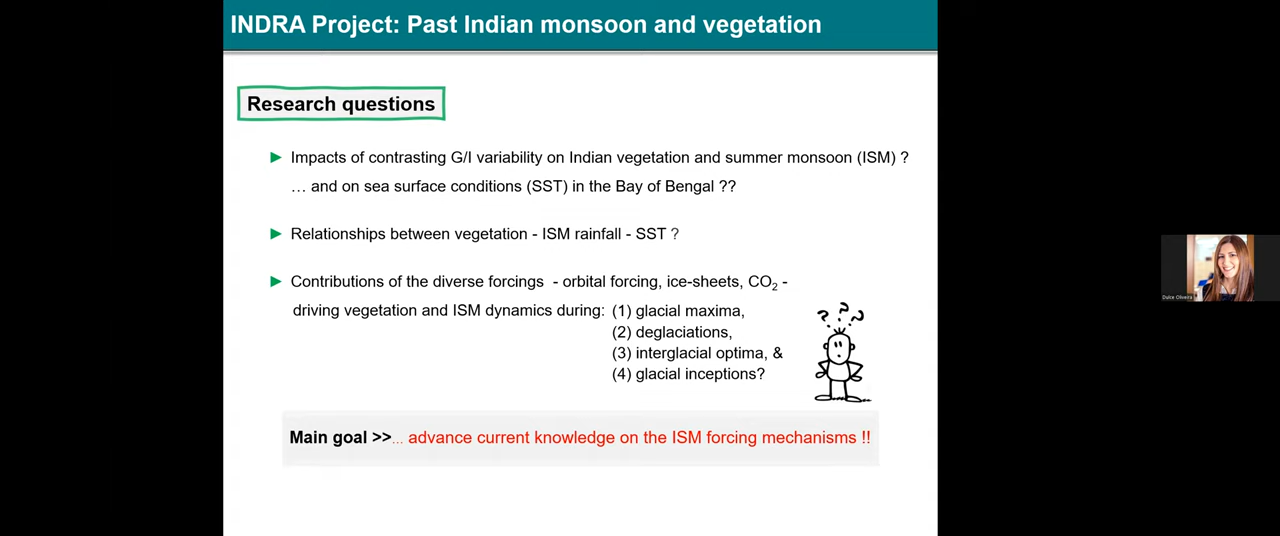 INDRA Project: Past Indian monsoon and vegetation
Research questions
► Impacts of contrasting G/I variability on Indian vegetation and summer monsoon (ISM) ?
… and on sea surface conditions (SST) in the Bay of Bengal ??
► Relationships between vegetation - ISM rainfall - SST ?
► Contributions of the diverse forcings - orbital forcing, ice-sheets, CO₂ -
driving vegetation and ISM dynamics during: (1) glacial maxima,
(2) deglaciations,
(3) interglacial optima, &
(4) glacial inceptions?
? ? ?
Main goal >>... advance current knowledge on the ISM forcing mechanisms !!
Dulce Oliveira